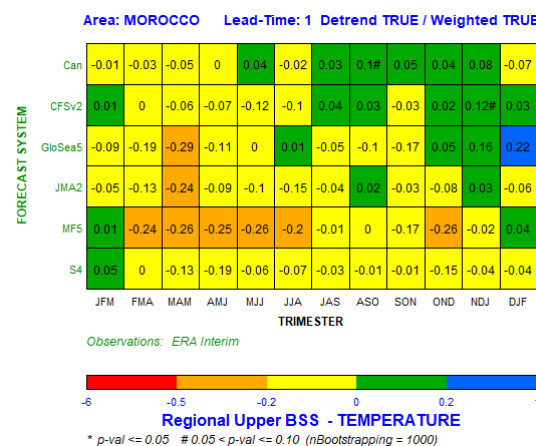 Area: MOROCCO Lead-Time: 1 Detrend TRUE / Weighted TRUE
FORECAST SYSTEM
Can -0.01 -0.03 -0.05 0 0.04 -0.02 0.03 0.1# 0.05 0.04 0.08 -0.07
CFSv2 0.01 0 -0.06 -0.07 -0.12 -0.1 0.04 0.03 -0.03 0.02 0.12# 0.03
GloSea5 -0.09 -0.19 -0.29 -0.11 0 0.01 -0.05 -0.1 -0.17 0.05 0.16 0.22
JMA2 -0.05 -0.13 -0.24 -0.09 -0.1 -0.15 -0.04 0.02 -0.03 -0.08 0.03 -0.06
MF5 0.01 -0.24 -0.26 -0.25 -0.26 -0.2 -0.01 0 -0.17 -0.26 -0.02 0.04
S4 0.05 0 -0.13 -0.19 -0.06 -0.07 -0.03 -0.01 -0.01 -0.15 -0.04 -0.04
JFM FMA MAM AMJ MJJ JJA JAS ASO SON OND NDJ DJF
TRIMESTER
Observations: ERA Interim
-6 -0.5 -0.2 0 0.2
Regional Upper BSS - TEMPERATURE
* p-val <= 0.05 # 0.05 < p-val <= 0.10 (nBootstrapping = 1000)